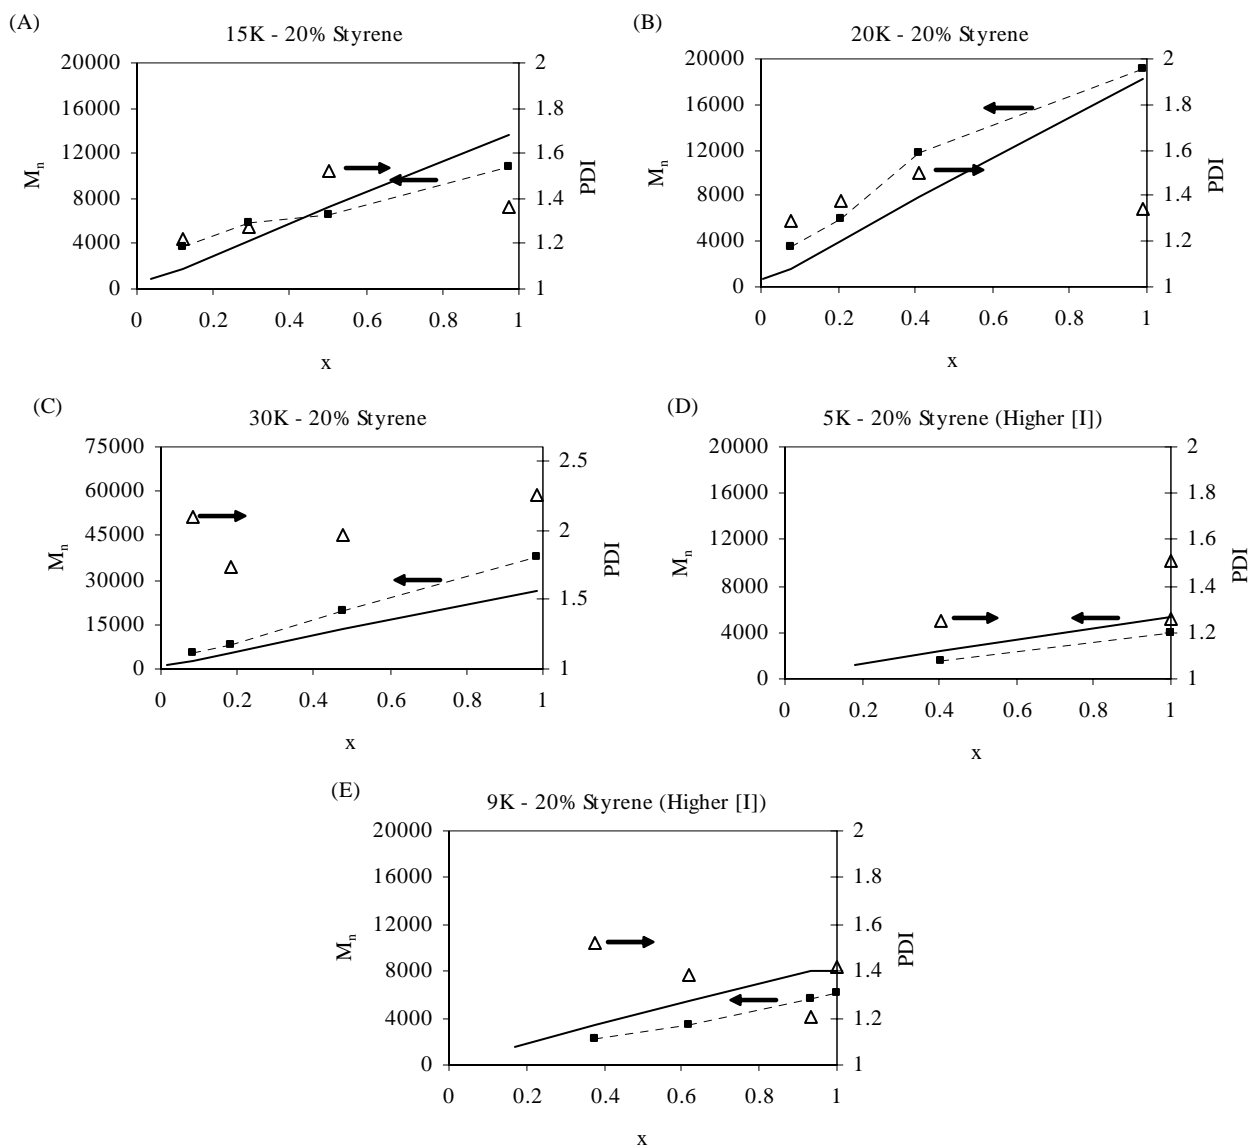 (A)
15K - 20% Styrene
20000
16000
12000
8000
4000
0
Mn
2
1.8
1.6
1.4
1.2
1
PDI
0 0.2 0.4 0.6 0.8 1
x
(B)
20K - 20% Styrene
20000
16000
12000
8000
4000
0
Mn
2
1.8
1.6
1.4
1.2
1
PDI
0 0.2 0.4 0.6 0.8 1
x
(C)
30K - 20% Styrene
75000
60000
45000
30000
15000
0
Mn
2.5
2
1.5
1
PDI
0 0.2 0.4 0.6 0.8 1
x
(D)
5K - 20% Styrene (Higher [I])
20000
16000
12000
8000
4000
0
Mn
2
1.8
1.6
1.4
1.2
1
PDI
0 0.2 0.4 0.6 0.8 1
x
(E)
9K - 20% Styrene (Higher [I])
20000
16000
12000
8000
4000
0
Mn
2
1.8
1.6
1.4
1.2
1
PDI
0 0.2 0.4 0.6 0.8 1
x